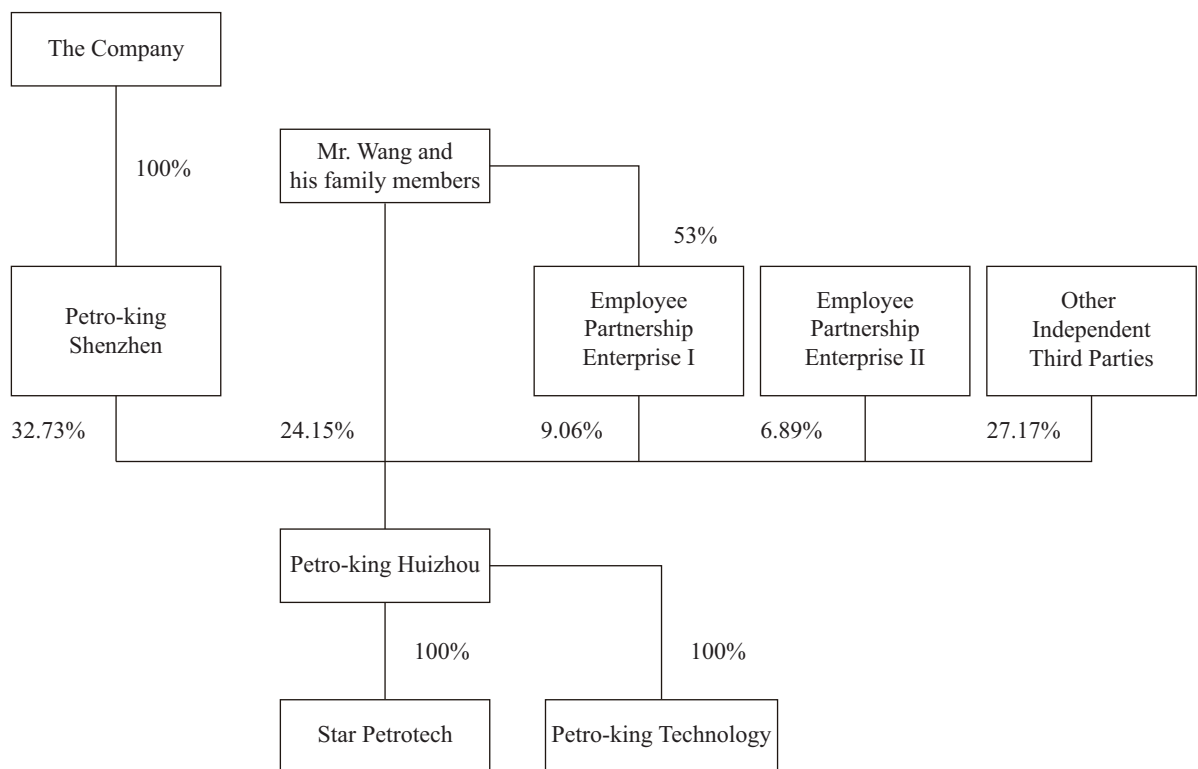 The Company
100%
Mr. Wang and
his family members
53%
Petro-king
Shenzhen
Employee
Partnership
Enterprise I
Employee
Partnership
Enterprise II
Other
Independent
Third Parties
32.73%
24.15%
9.06%
6.89%
27.17%
Petro-king Huizhou
100%
100%
Star Petrotech
Petro-king Technology